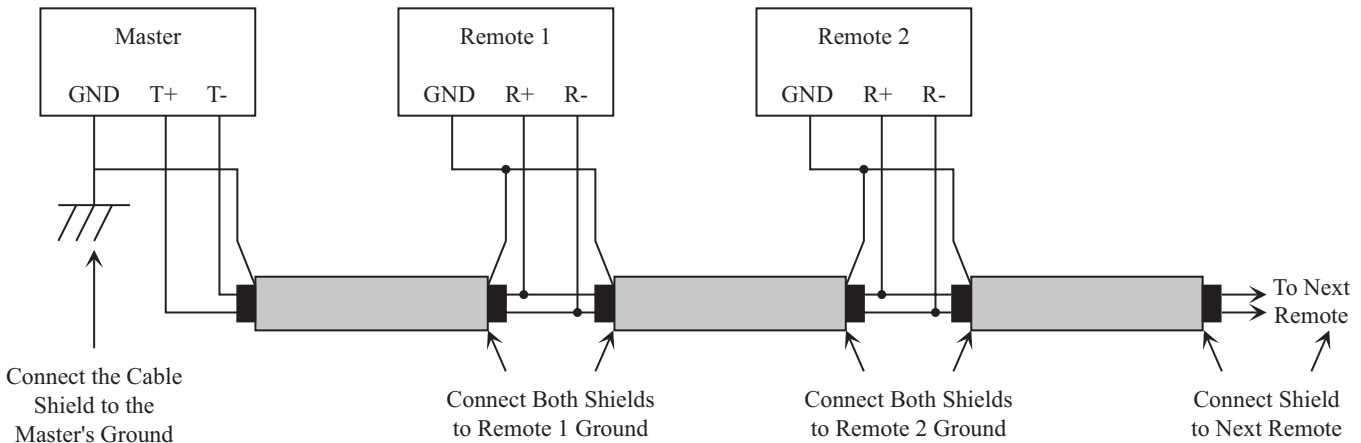 Master
GND T+ T-
Remote 1
GND R+ R-
Remote 2
GND R+ R-
To Next
Remote
Connect the Cable
Shield to the
Master's Ground
Connect Both Shields
to Remote 1 Ground
Connect Both Shields
to Remote 2 Ground
Connect Shield
to Next Remote